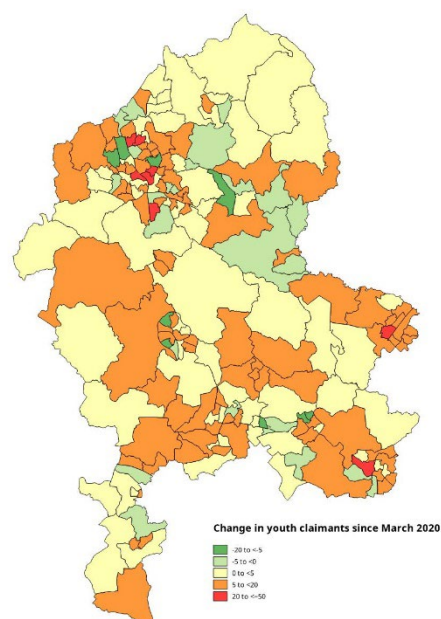 Change in youth claimants since March 2020
-20 to <-5
-5 to <0
0 to <5
5 to <20
20 to <=50